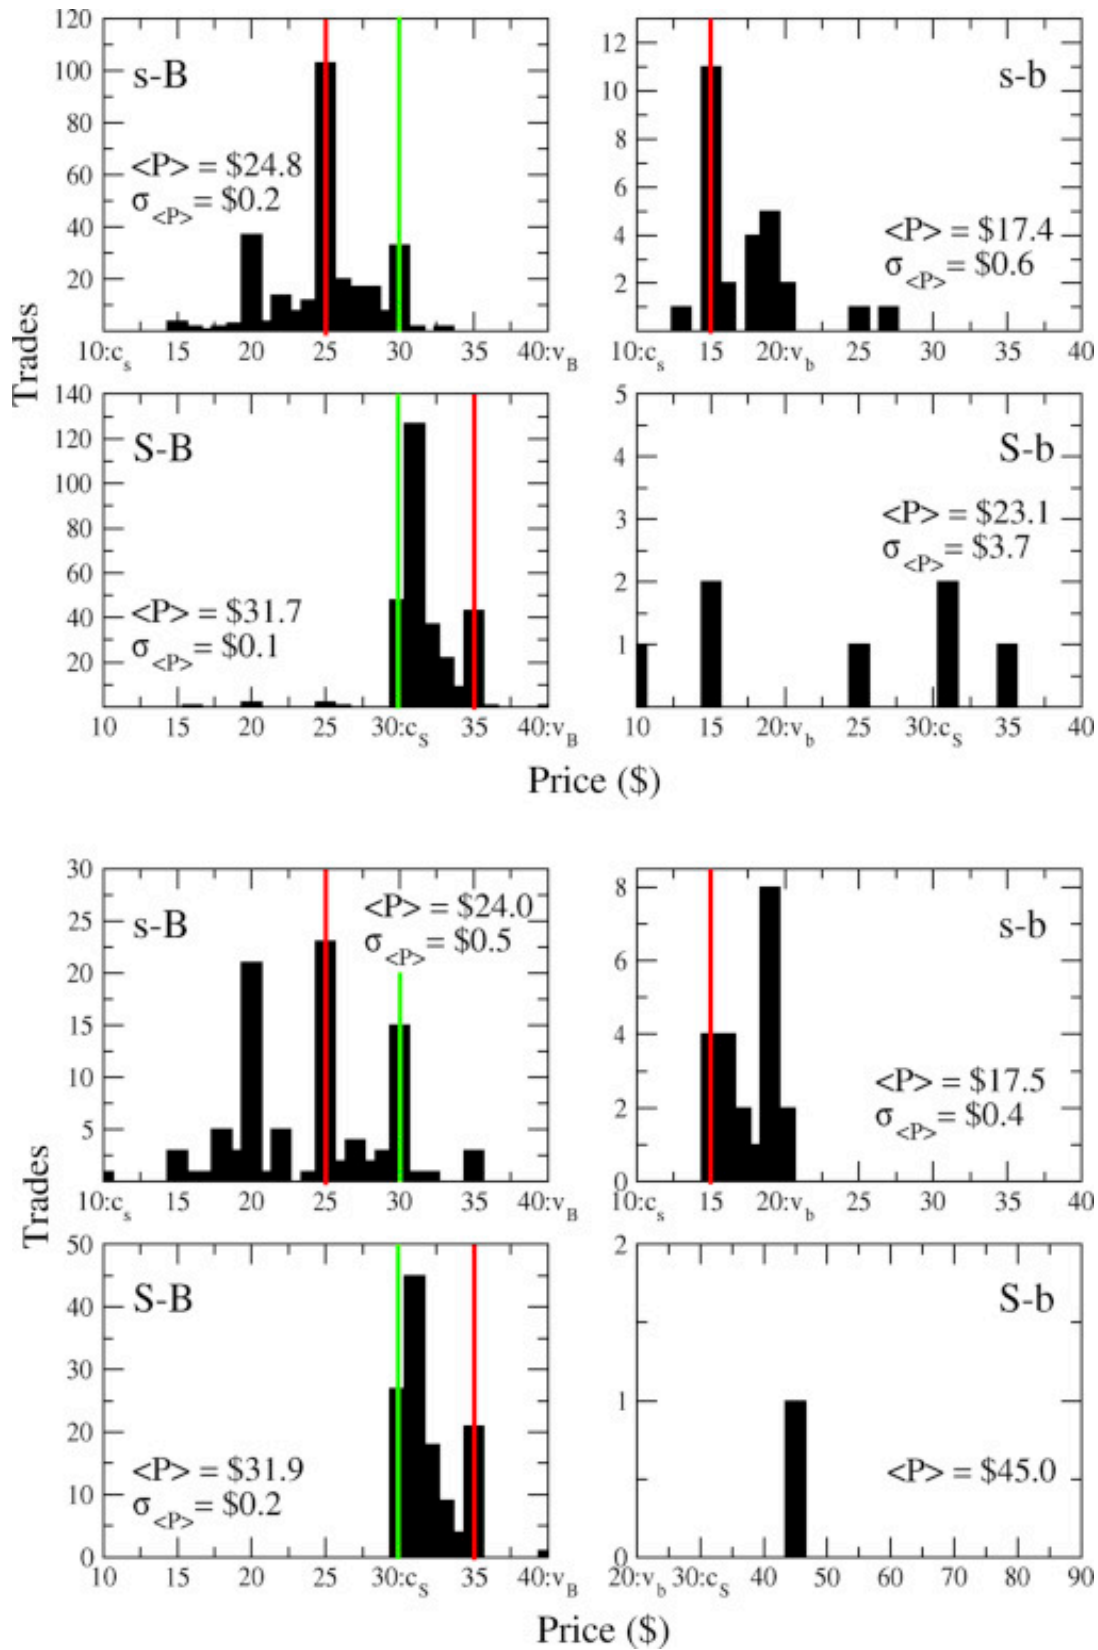 120
100
80
60
40
20
s-B
<P> = $24.8
σ<P> = $0.2
10:cs 15 20 25 30 35 40:vB
12
10
8
6
4
2
s-b
<P> = $17.4
σ<P> = $0.6
10:cs 15 20:vb 25 30 35 40
Trades
140
120
100
80
60
40
20
S-B
<P> = $31.7
σ<P> = $0.1
10 15 20 25 30:cS 35 40:vB
5
4
3
2
1
S-b
<P> = $23.1
σ<P> = $3.7
10 15 20:vb 25 30:cS 35 40
Price ($)
30
25
20
15
10
5
s-B
<P> = $24.0
σ<P> = $0.5
10:cs 15 20 25 30 35 40:vB
8
6
4
2
0
s-b
<P> = $17.5
σ<P> = $0.4
10:cs 15 20:vb 25 30 35 40
Trades
50
40
30
20
10
0
S-B
<P> = $31.9
σ<P> = $0.2
10 15 20 25 30:cS 35 40:vB
2
1
0
S-b
<P> = $45.0
20:vb 30:cS 40 50 60 70 80 90
Price ($)